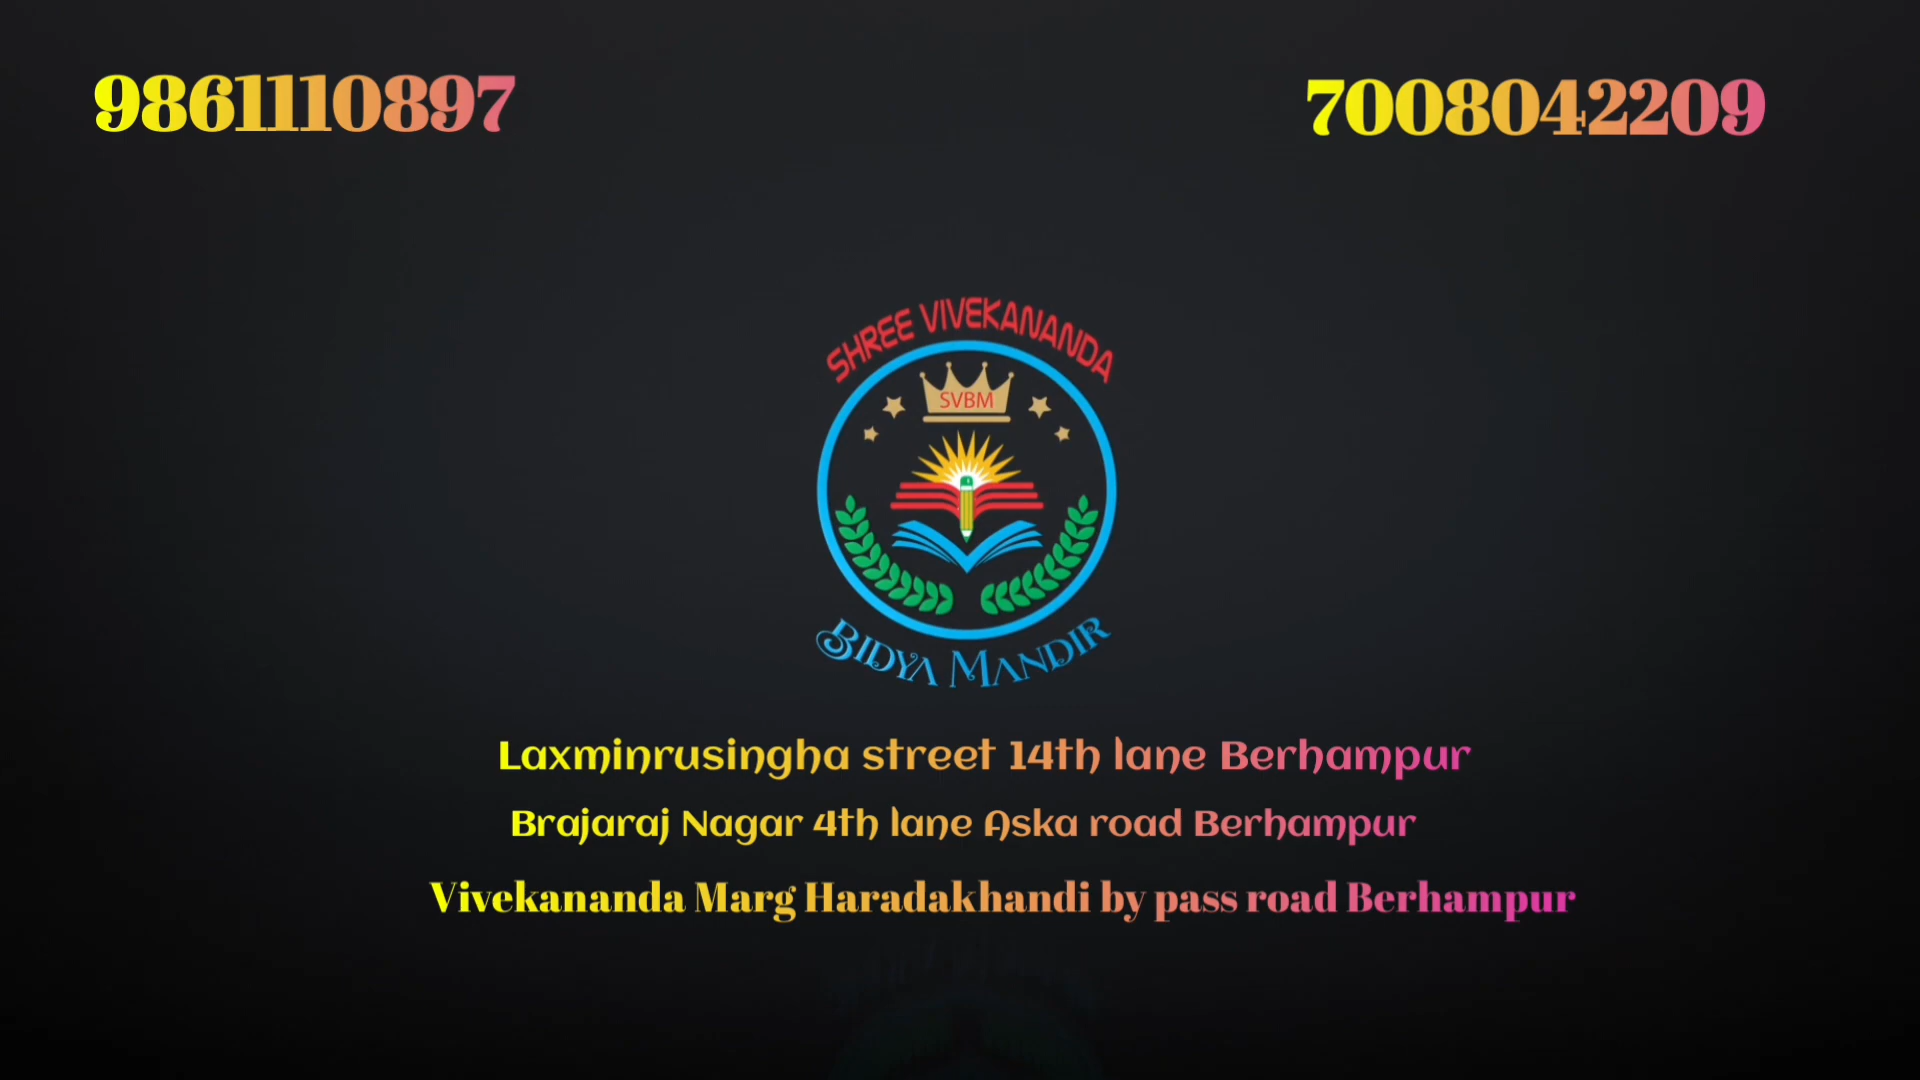 9861110897
7008042209
SHREE VIVEKANANDA
SVBM
BIDYA MANDIR
Laxminrusingha street 14th lane Berhampur
Brajaraj Nagar 4th lane Aska road Berhampur
Vivekananda Marg Haradakhandi by pass road Berhampur